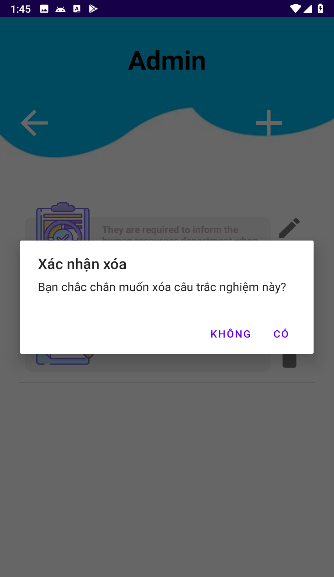 1:45
Admin
They are required to inform the
Xác nhận xóa
Bạn chắc chắn muốn xóa câu trắc nghiệm này?
KHÔNG
CÓ